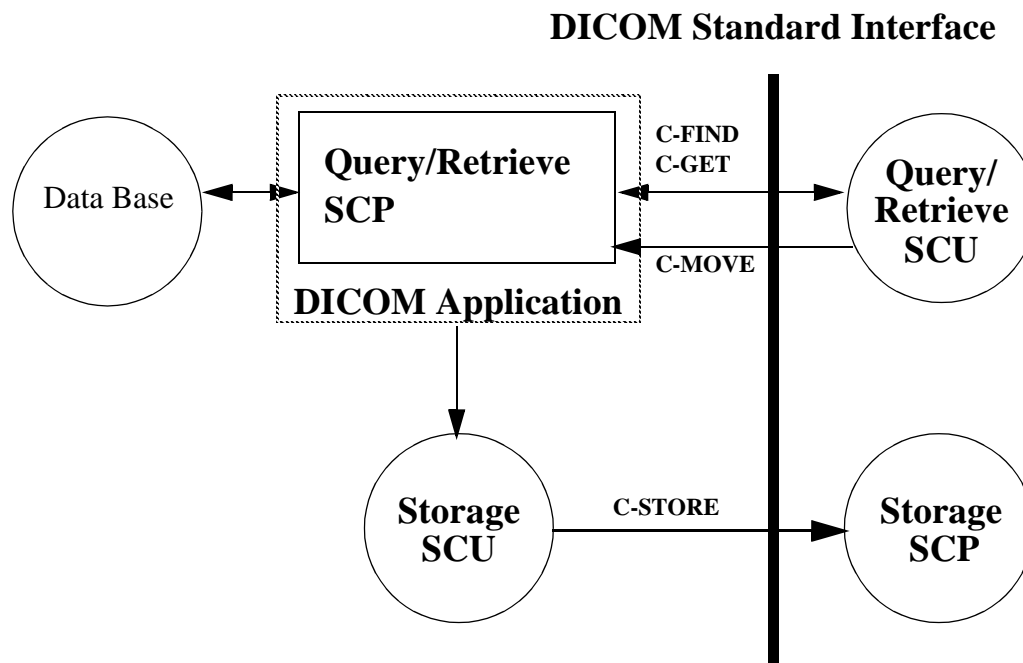 DICOM Standard Interface
Data Base
Query/Retrieve
SCP
DICOM Application
C-FIND
C-GET
C-MOVE
Query/
Retrieve
SCU
Storage
SCU
C-STORE
Storage
SCP